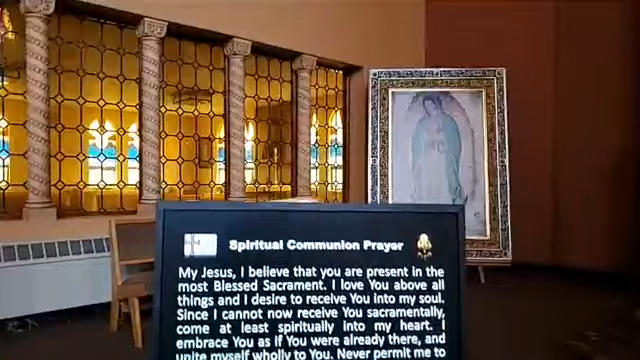 Spiritual Communion Prayer
My Jesus, I believe that you are present in the
most Blessed Sacrament. I love You above all
things and I desire to receive You into my soul.
Since I cannot now receive You sacramentally,
come at least spiritually into my heart. I
embrace You as if You were already there, and
unite myself wholly to You. Never permit me to